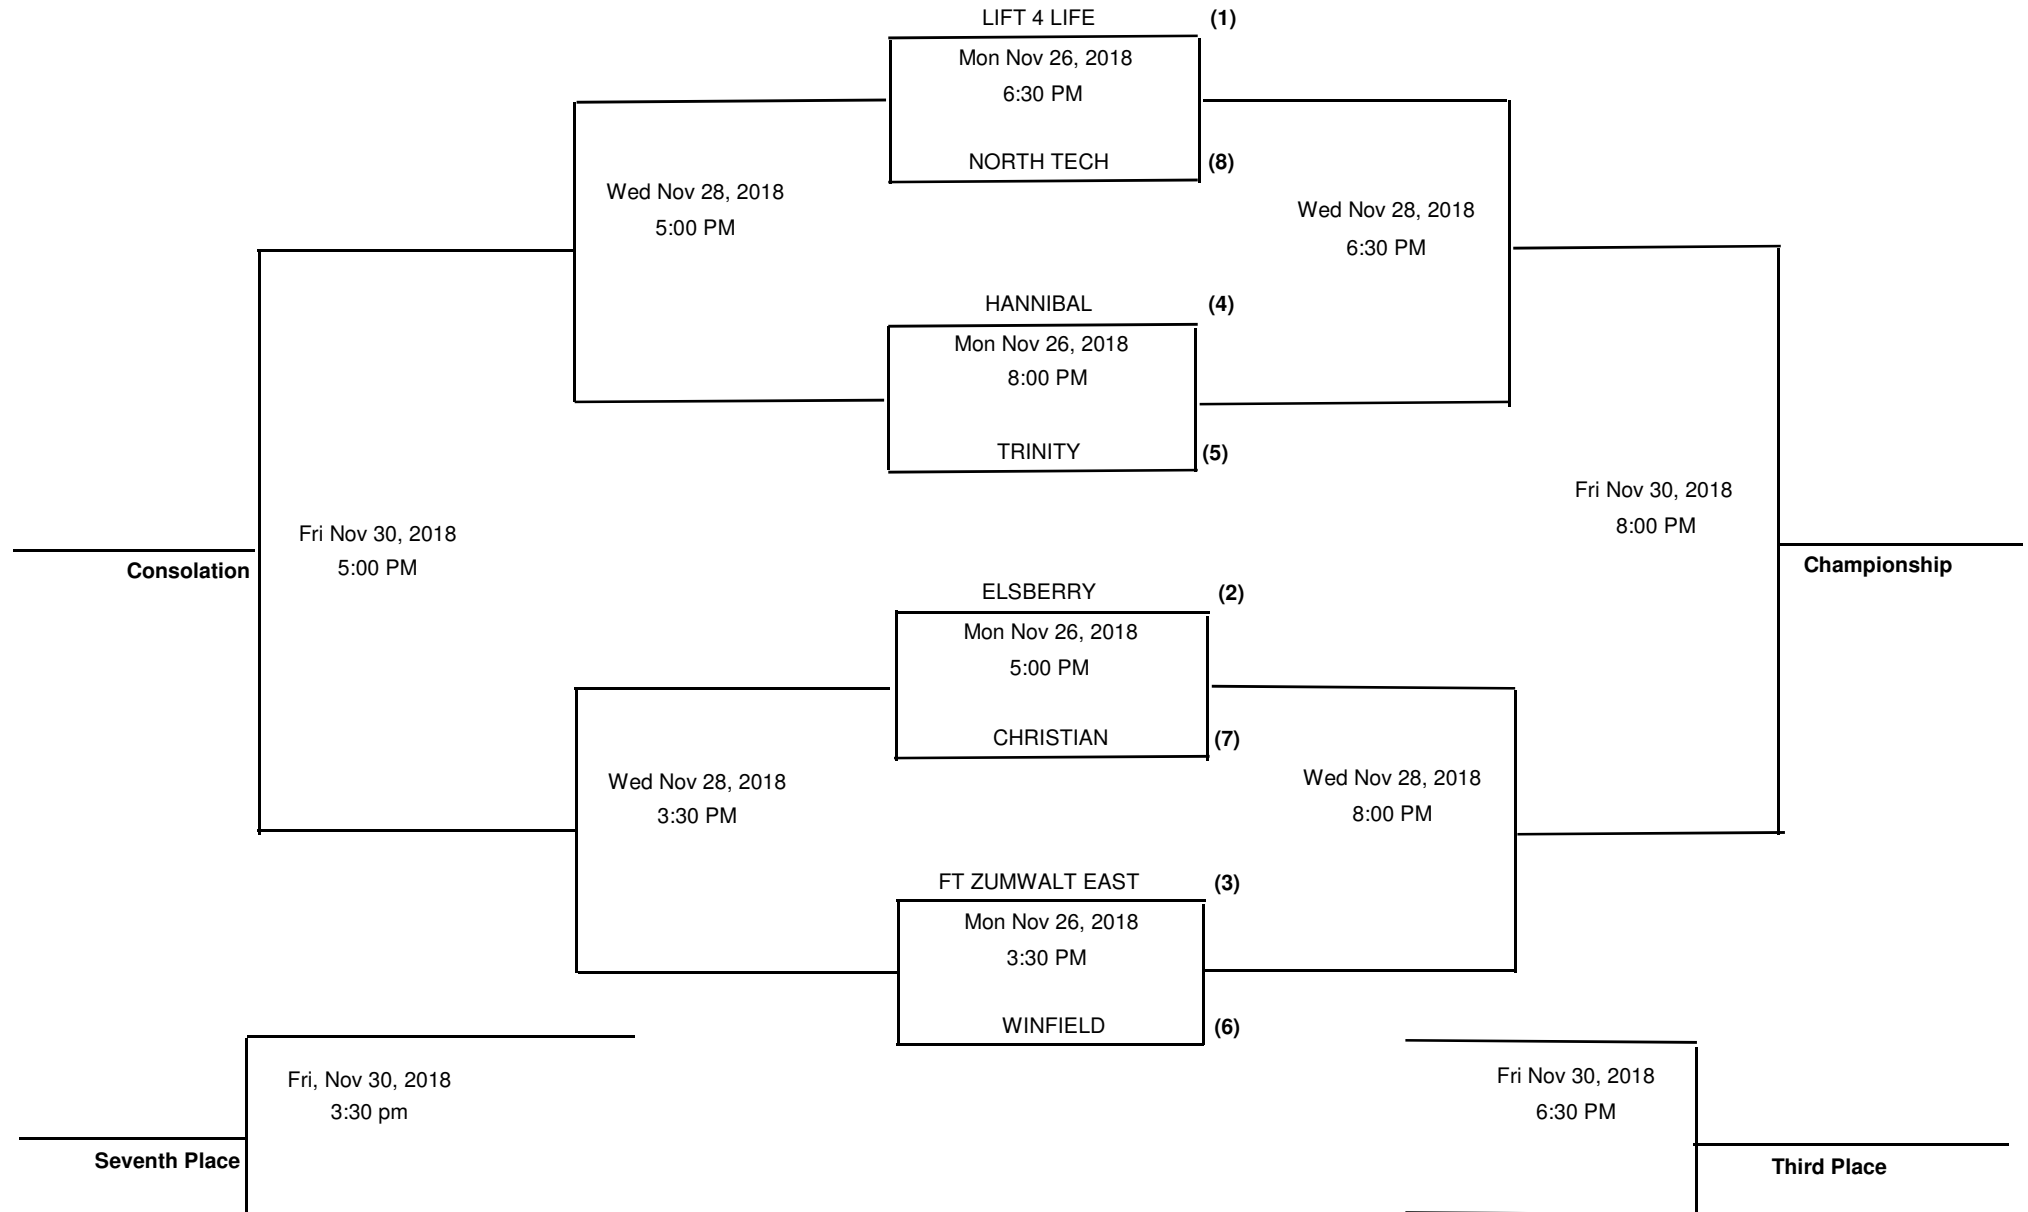 LIFT 4 LIFE (1)
Mon Nov 26, 2018
6:30 PM
NORTH TECH (8)
Wed Nov 28, 2018
5:00 PM
Wed Nov 28, 2018
6:30 PM
HANNIBAL (4)
Mon Nov 26, 2018
8:00 PM
TRINITY (5)
Fri Nov 30, 2018
5:00 PM
Consolation
Fri Nov 30, 2018
8:00 PM
Championship
ELSBERRY (2)
Mon Nov 26, 2018
5:00 PM
CHRISTIAN (7)
Wed Nov 28, 2018
3:30 PM
Wed Nov 28, 2018
8:00 PM
FT ZUMWALT EAST (3)
Mon Nov 26, 2018
3:30 PM
WINFIELD (6)
Fri, Nov 30, 2018
3:30 pm
Seventh Place
Fri Nov 30, 2018
6:30 PM
Third Place